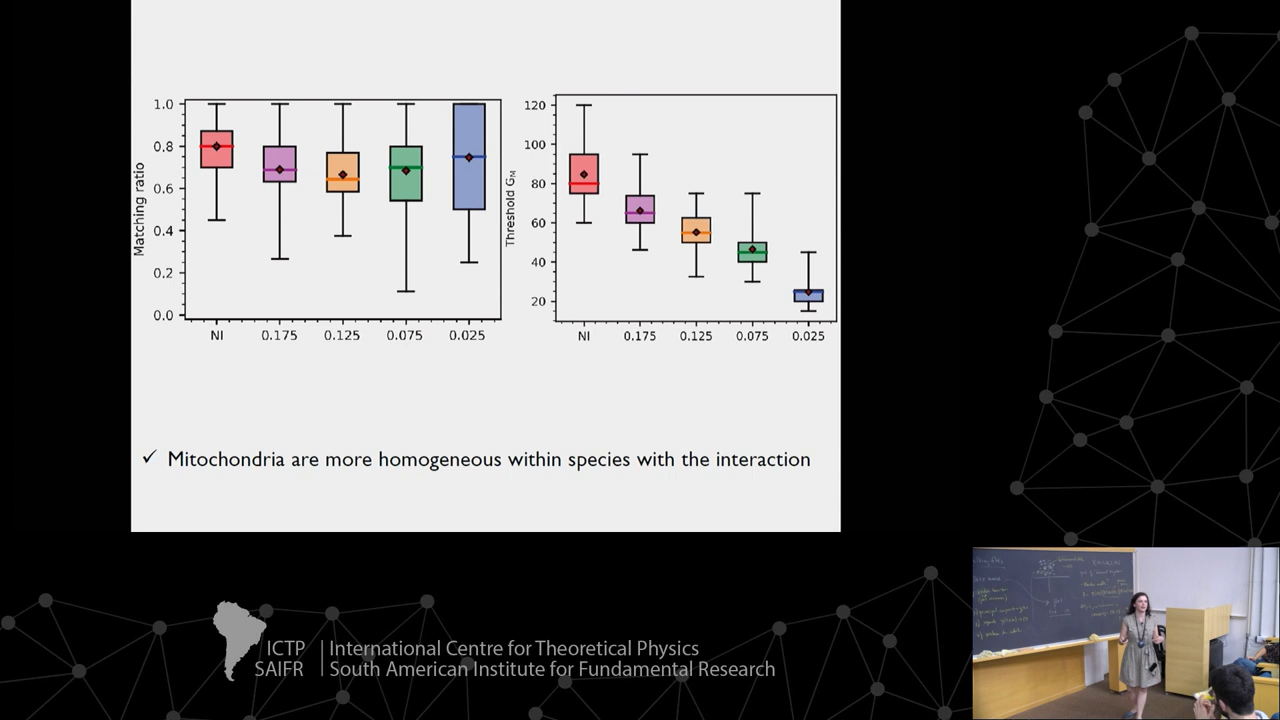 Matching ratio
1.0
0.8
0.6
0.4
0.2
0.0
NI 0.175 0.125 0.075 0.025
Threshold GM
120
100
80
60
40
20
NI 0.175 0.125 0.075 0.025
✓ Mitochondria are more homogeneous within species with the interaction
ICTP
SAIFR
International Centre for Theoretical Physics
South American Institute for Fundamental Research